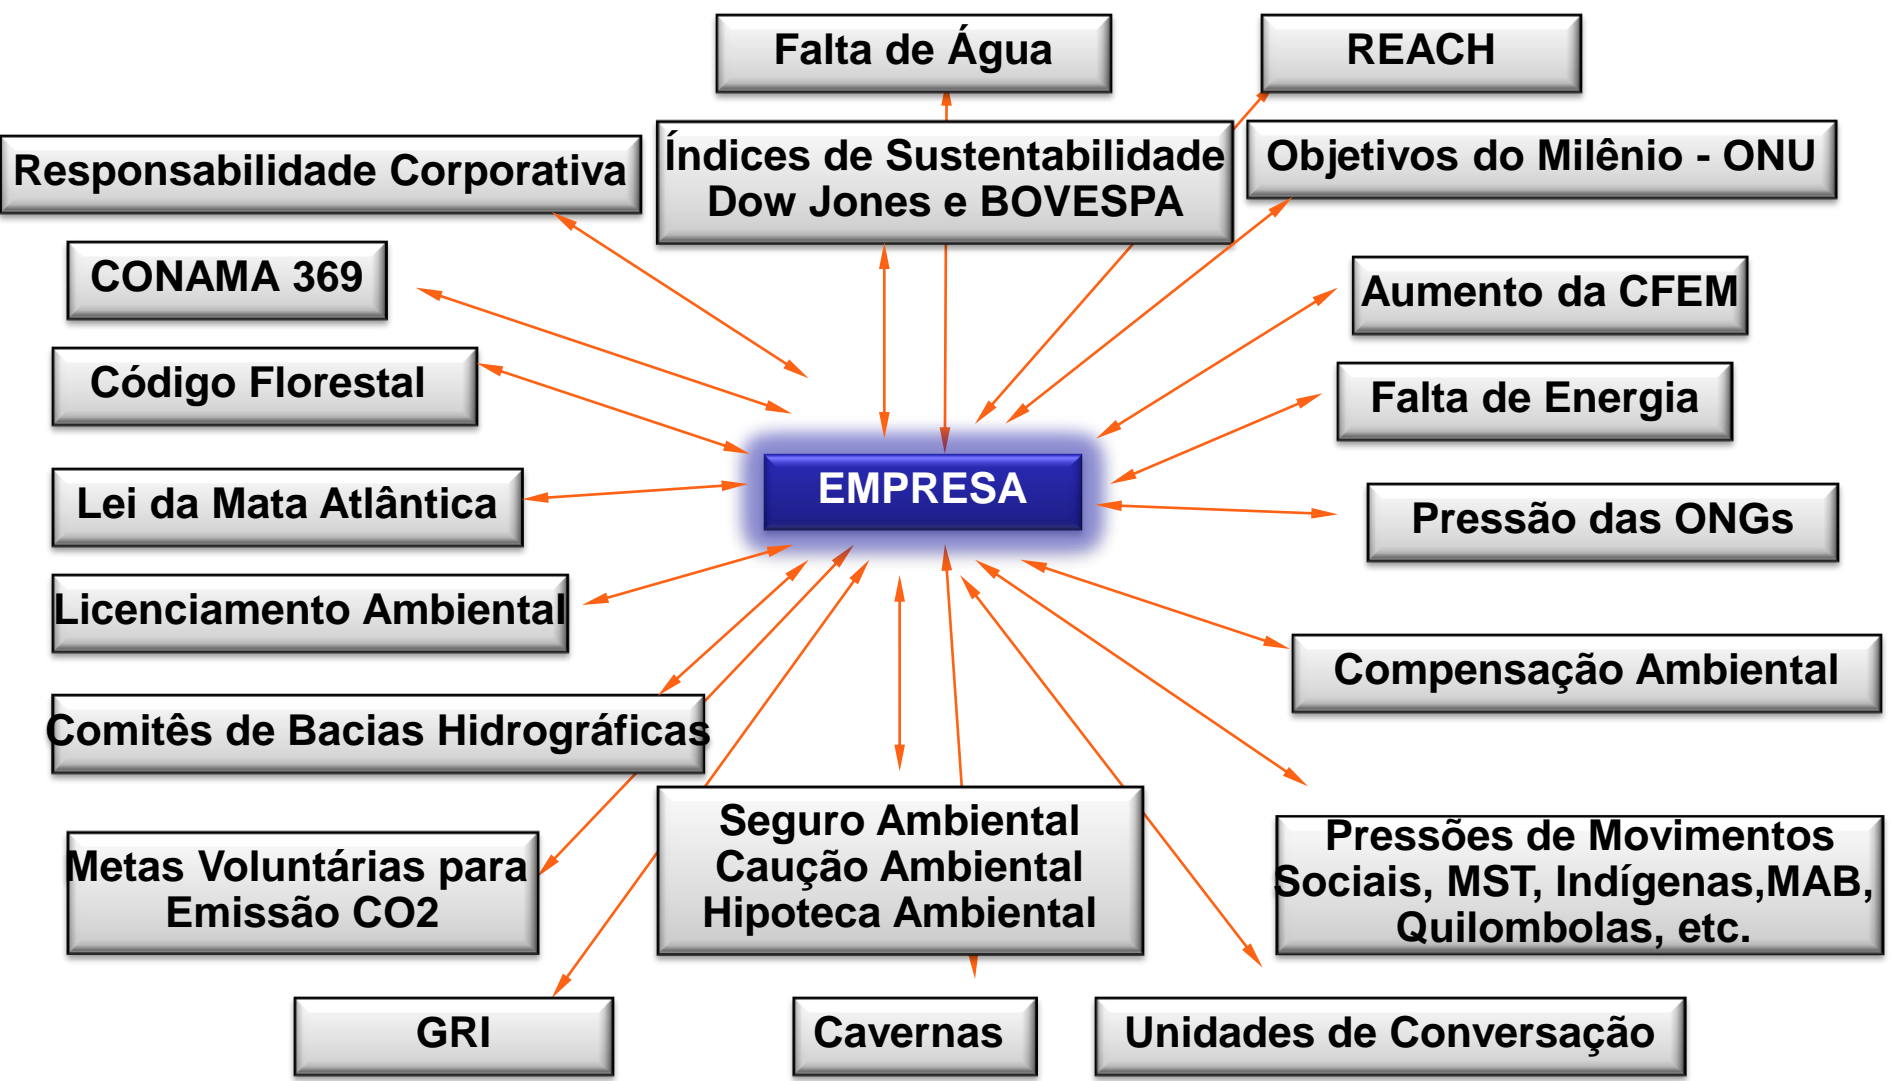 Falta de Água
REACH
Responsabilidade Corporativa
Índices de Sustentabilidade
Dow Jones e BOVESPA
Objetivos do Milênio - ONU
CONAMA 369
Aumento da CFEM
Código Florestal
Falta de Energia
Lei da Mata Atlântica
EMPRESA
Pressão das ONGs
Licenciamento Ambiental
Compensação Ambiental
Comitês de Bacias Hidrográficas
Metas Voluntárias para
Emissão CO2
Seguro Ambiental
Caução Ambiental
Hipoteca Ambiental
Pressões de Movimentos
Sociais, MST, Indígenas,MAB,
Quilombolas, etc.
GRI
Cavernas
Unidades de Conversação